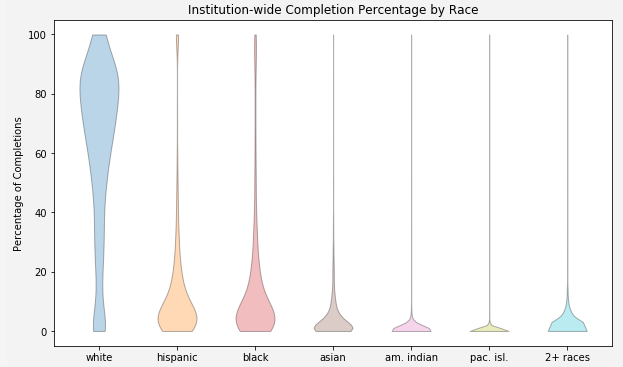 Institution-wide Completion Percentage by Race
Percentage of Completions
100
80
60
40
20
0
white hispanic black asian am. indian pac. isl. 2+ races